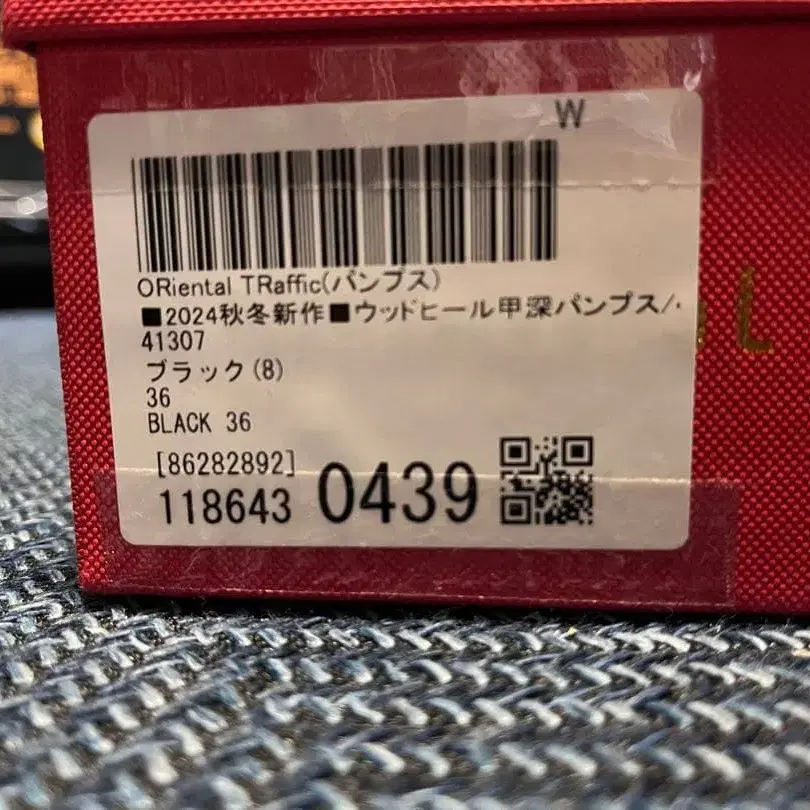 W
ORiental TRaffic(パンプス)
■2024秋冬新作■ウッドヒール甲深パンプス/
41307
ブラック(8)
36
BLACK 36
[86282892]
118643 0439